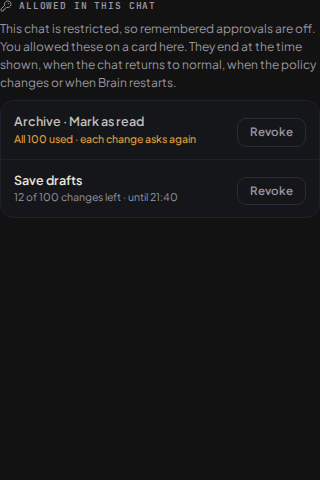 ALLOWED IN THIS CHAT
This chat is restricted, so remembered approvals are off.
You allowed these on a card here. They end at the time
shown, when the chat returns to normal, when the policy
changes or when Brain restarts.
Archive · Mark as read
All 100 used · each change asks again
Revoke
Save drafts
12 of 100 changes left · until 21:40
Revoke